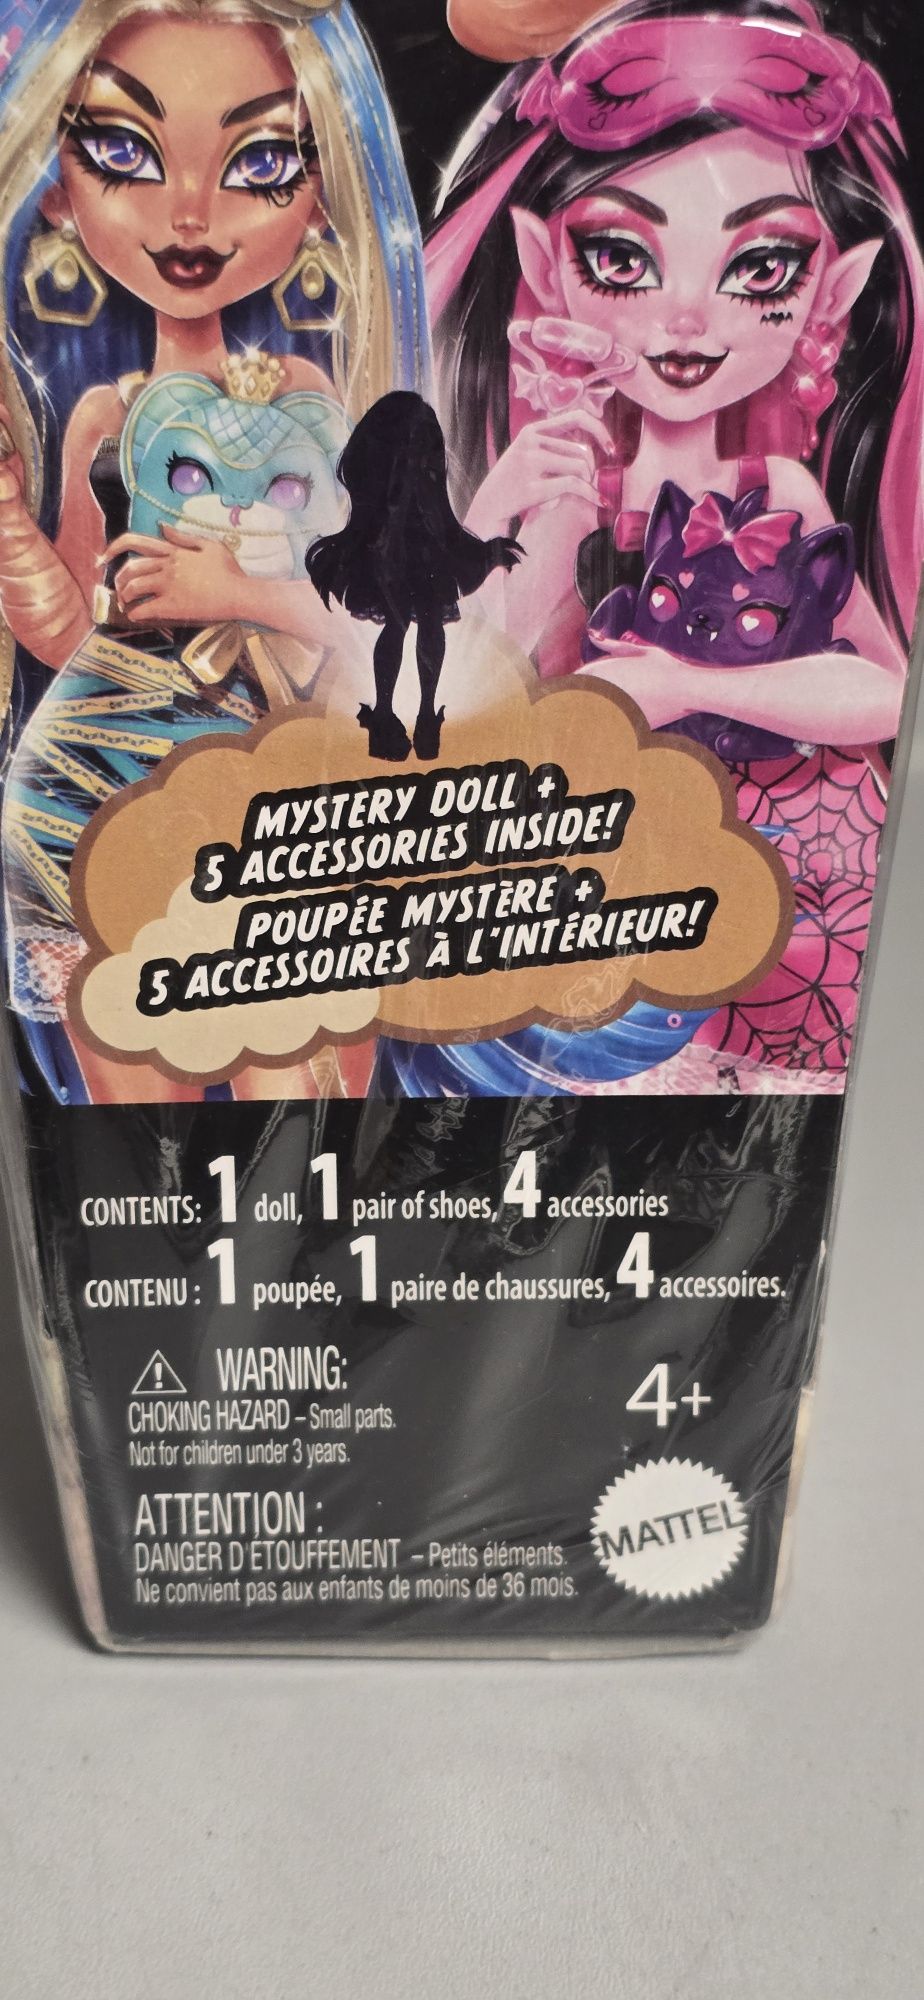 MYSTERY DOLL +
5 ACCESSORIES INSIDE!
POUPÉE MYSTÈRE +
5 ACCESSOIRES À L'INTÉRIEUR!
CONTENTS: 1 doll, 1 pair of shoes, 4 accessories
CONTENU : 1 poupée, 1 paire de chaussures, 4 accessoires.
WARNING:
CHOKING HAZARD – Small parts.
Not for children under 3 years.
4+
ATTENTION :
DANGER D'ÉTOUFFEMENT – Petits éléments.
Ne convient pas aux enfants de moins de 36 mois.
MATTEL